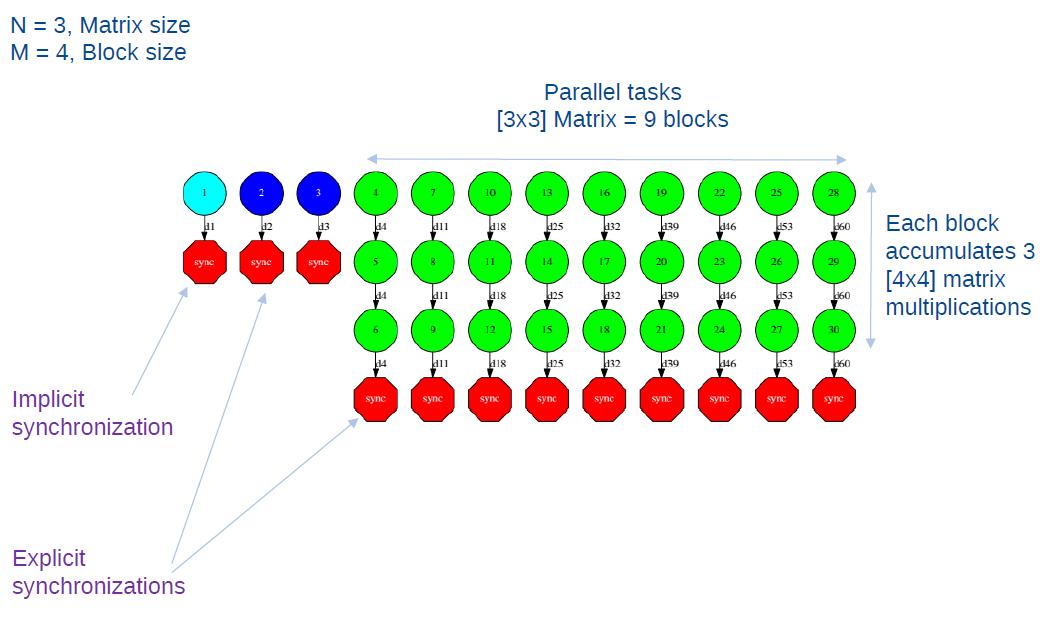 N = 3, Matrix size
M = 4, Block size
Parallel tasks
[3x3] Matrix = 9 blocks
1 2 3 4 7 10 13 16 19 22 25 28
d1 d2 d3 d4 d11 d18 d25 d32 d39 d46 d53 d60
sync sync sync 5 8 11 14 17 20 23 26 29
d4 d11 d18 d25 d32 d39 d46 d53 d60
6 9 12 15 18 21 24 27 30
d4 d11 d18 d25 d32 d39 d46 d53 d60
sync sync sync sync sync sync sync sync sync
Each block
accumulates 3
[4x4] matrix
multiplications
Implicit
synchronization
Explicit
synchronizations